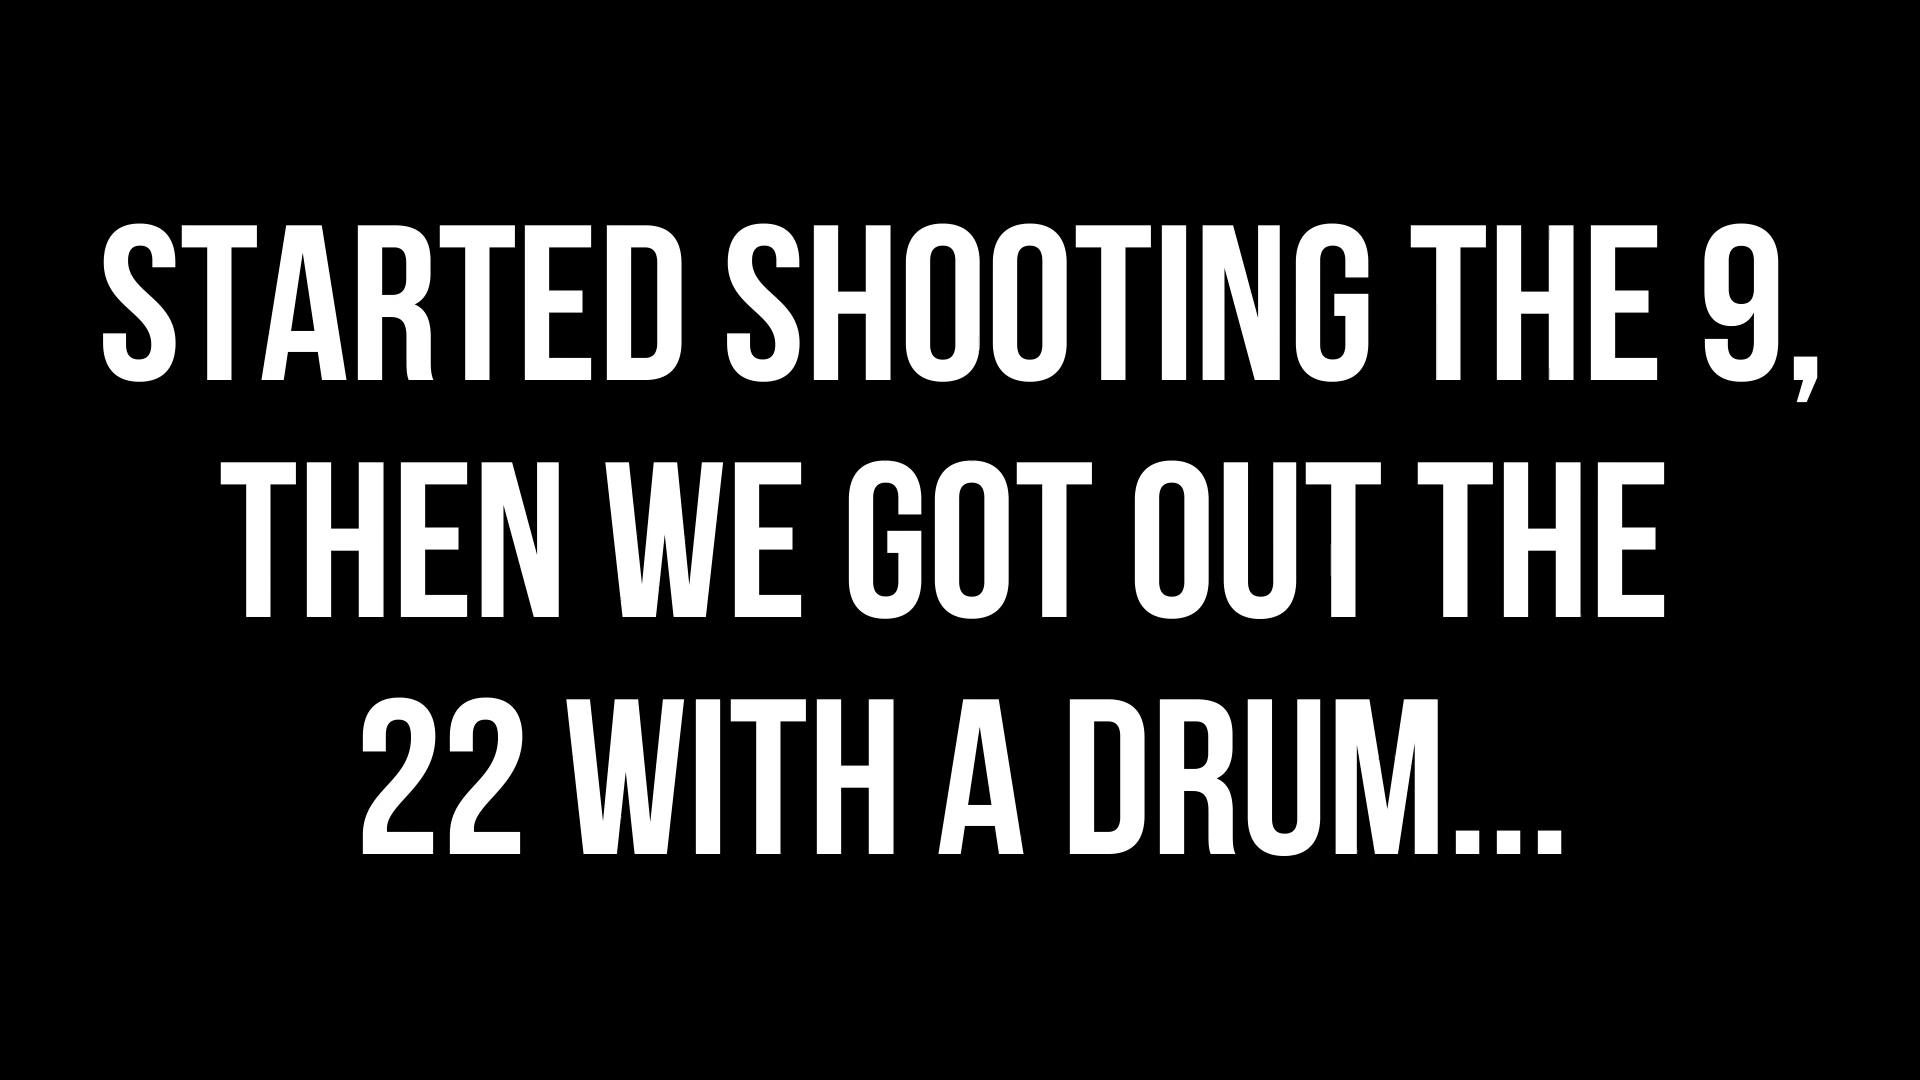 STARTED SHOOTING THE 9,
THEN WE GOT OUT THE
22 WITH A DRUM...